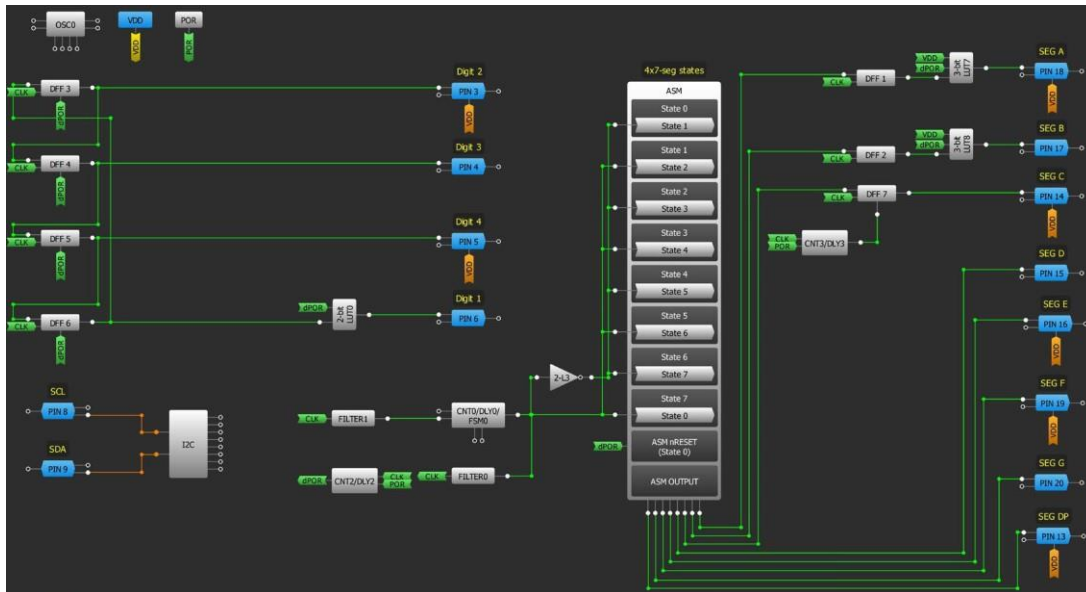 OSC0
VDD
POR
VDD
POR
Digit 2
DFF 3
CLK
dPOR
PIN 3
VDD
Digit 3
DFF 4
CLK
dPOR
PIN 4
Digit 4
DFF 5
CLK
dPOR
PIN 5
VDD
Digit 1
DFF 6
CLK
dPOR
dPOR
2-bit
LUT0
PIN 6
SCL
PIN 8
SDA
PIN 9
I2C
2-L3
CLK
FILTER1
CNT0/DLY0/
FSM0
dPOR
CNT2/DLY2
CLK
POR
CLK
FILTER0
4x7-seg states
ASM
State 0
State 1
State 1
State 2
State 2
State 3
State 3
State 4
State 4
State 5
State 5
State 6
State 6
State 7
State 7
State 0
dPOR
ASM nRESET
(State 0)
ASM OUTPUT
SEG A
CLK
DFF 1
VDD
dPOR
3-bit
LUT7
PIN 18
VDD
SEG B
CLK
DFF 2
VDD
dPOR
3-bit
LUT8
PIN 17
SEG C
CLK
DFF 7
PIN 14
VDD
CLK
POR
CNT3/DLY3
SEG D
PIN 15
SEG E
PIN 16
VDD
SEG F
PIN 19
VDD
SEG G
PIN 20
SEG DP
PIN 13
VDD